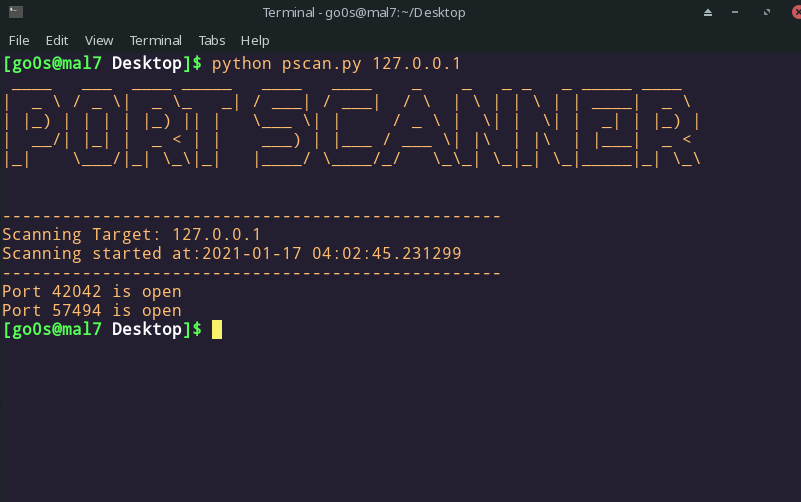 Terminal - go0s@mal7:~/Desktop
File Edit View Terminal Tabs Help
[go0s@mal7 Desktop]$ python pscan.py 127.0.0.1
PORT SCANNER
--------------------------------------------------
Scanning Target: 127.0.0.1
Scanning started at:2021-01-17 04:02:45.231299
--------------------------------------------------
Port 42042 is open
Port 57494 is open
[go0s@mal7 Desktop]$